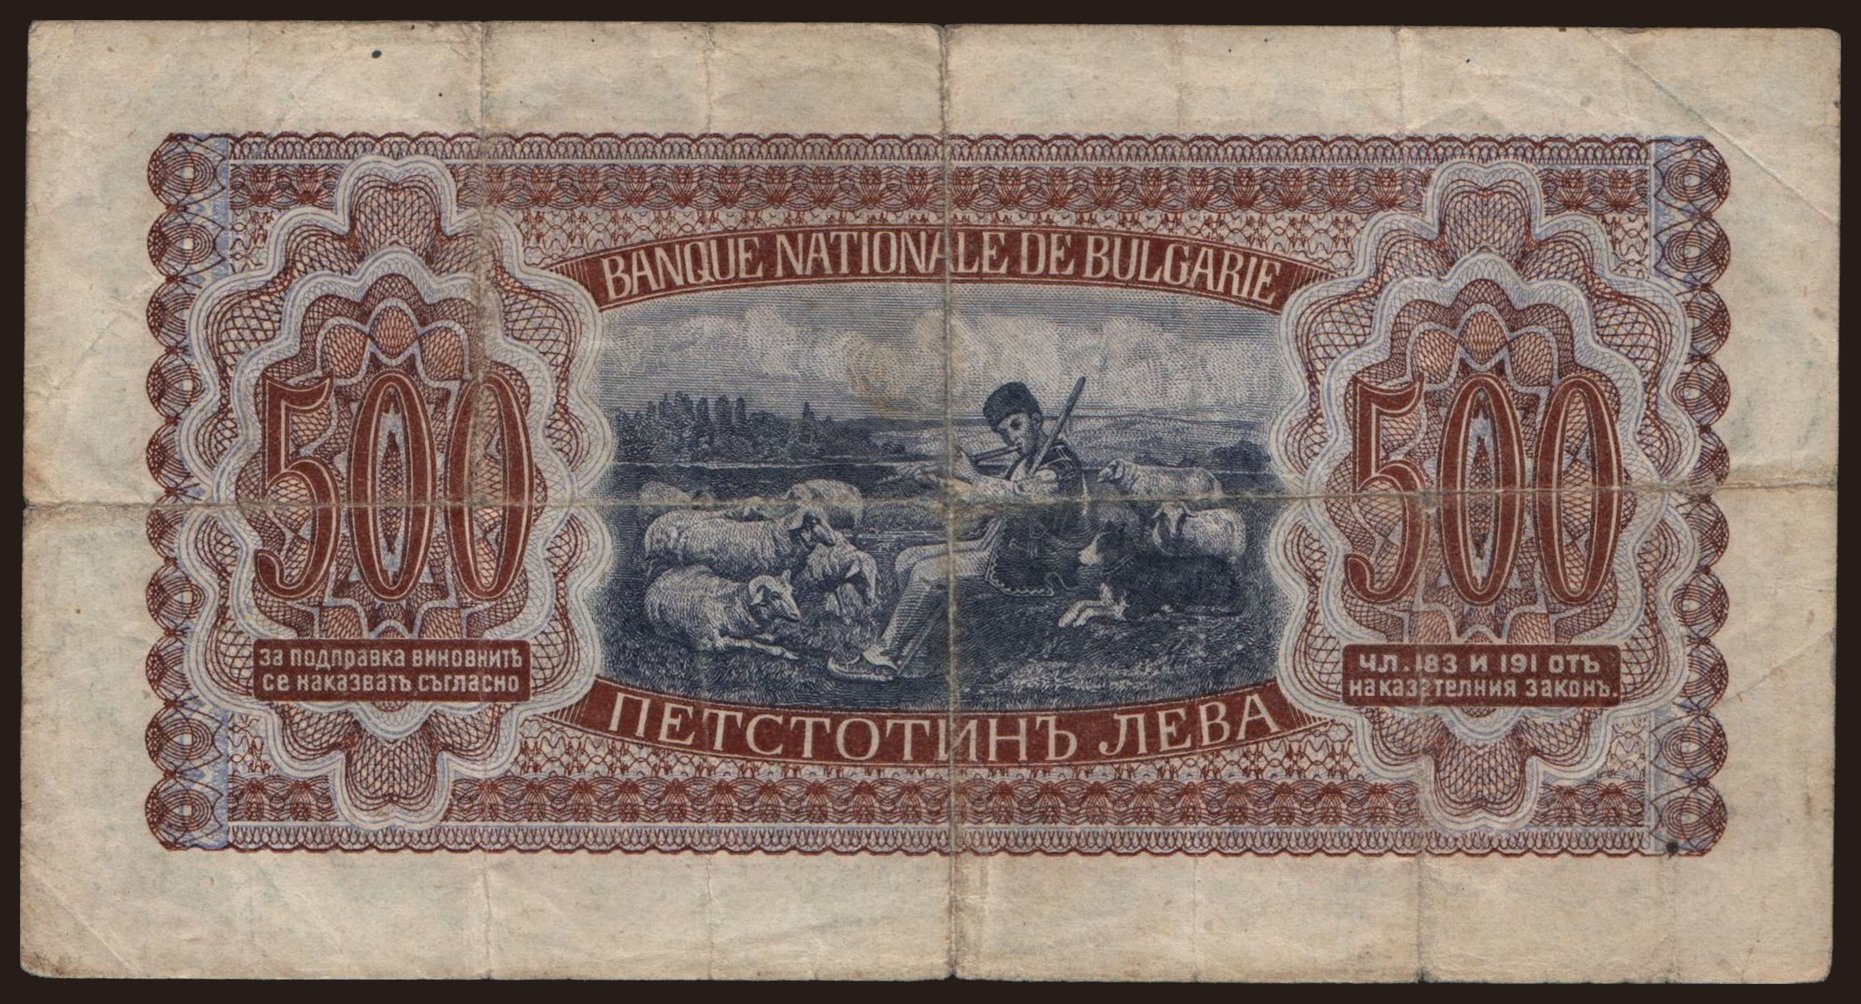 BANQUE NATIONALE DE BULGARIE
500
500
за подправка виновнитѣ
се наказватъ съгласно
чл. 183 и 191 отъ
наказателния законъ.
ПЕТСТОТИНЪ ЛЕВА